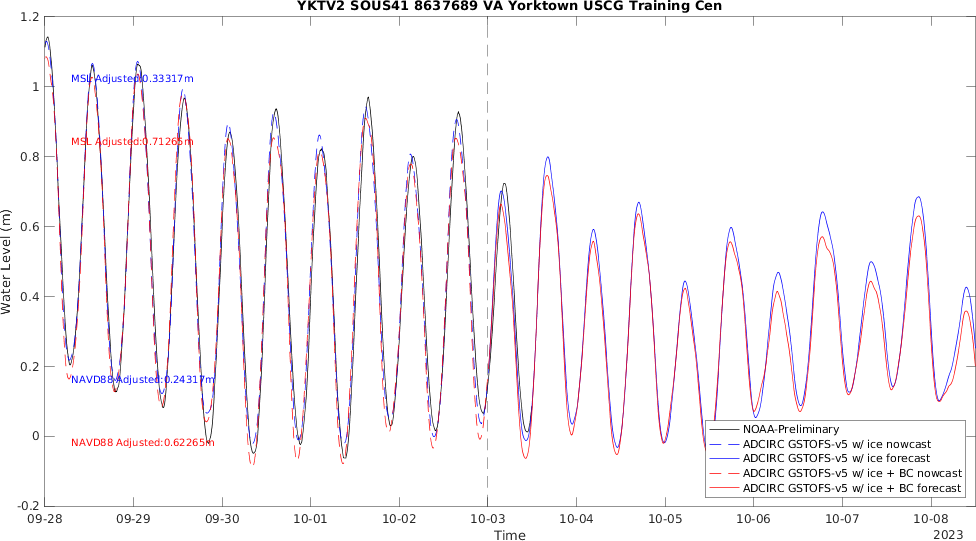 YKTV2 SOUS41 8637689 VA Yorktown USCG Training Cen
1.2
1
0.8
0.6
0.4
0.2
0
-0.2
Water Level (m)
MSL Adjusted:0.33317m
MSL Adjusted:0.71265m
NAVD88 Adjusted:0.24317m
NAVD88 Adjusted:0.62265m
NOAA-Preliminary
ADCIRC GSTOFS-v5 w/ ice nowcast
ADCIRC GSTOFS-v5 w/ ice forecast
ADCIRC GSTOFS-v5 w/ ice + BC nowcast
ADCIRC GSTOFS-v5 w/ ice + BC forecast
09-28 09-29 09-30 10-01 10-02 10-03 10-04 10-05 10-06 10-07 10-08
Time
2023